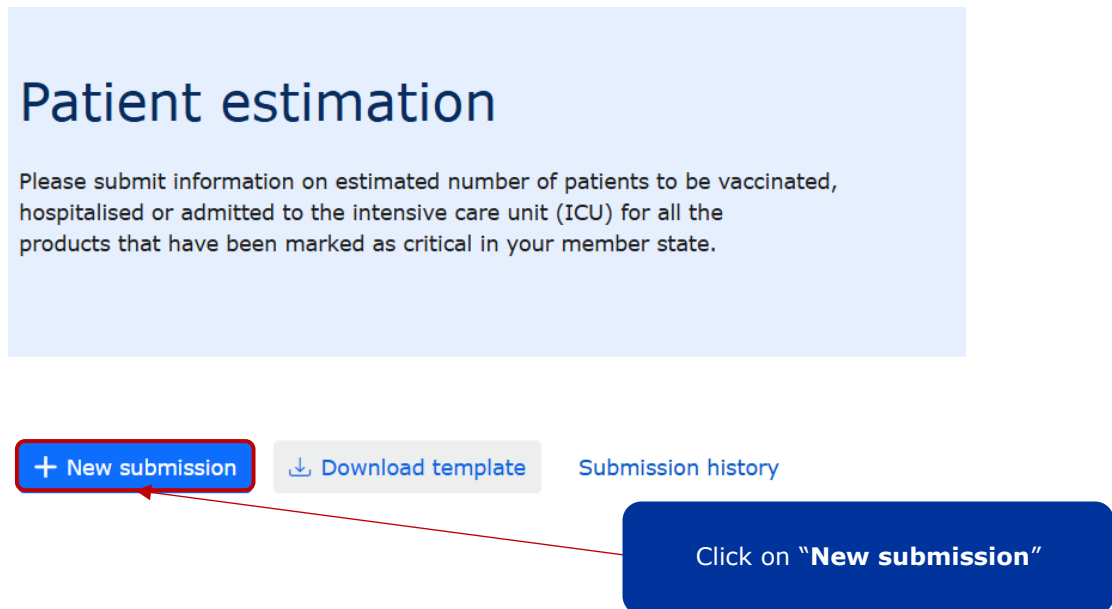 Patient estimation
Please submit information on estimated number of patients to be vaccinated,
hospitalised or admitted to the intensive care unit (ICU) for all the
products that have been marked as critical in your member state.
+ New submission
Download template
Submission history
Click on “New submission”